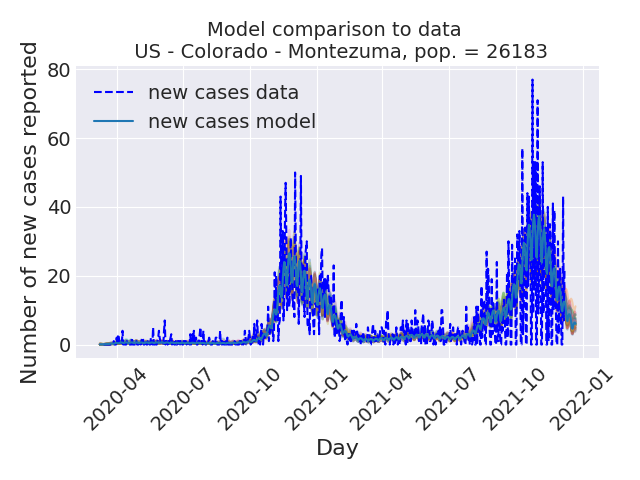 Model comparison to data
US - Colorado - Montezuma, pop. = 26183
Number of new cases reported
80
60
40
20
0
new cases data
new cases model
2020-04
2020-07
2020-10
2021-01
2021-04
2021-07
2021-10
2022-01
Day